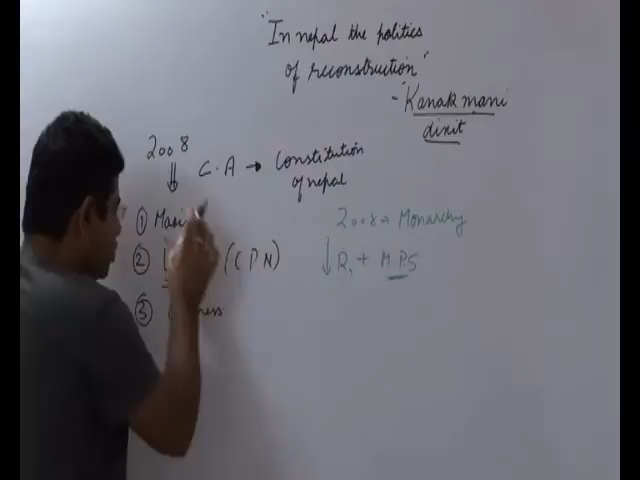 "In nepal the politics
of reconstruction"
- Kanak mani
dixit
2008
C.A → Constitution
of nepal
① Maoi
② (CPN)
③
2008 → Monarchy
↓ R, + MPS